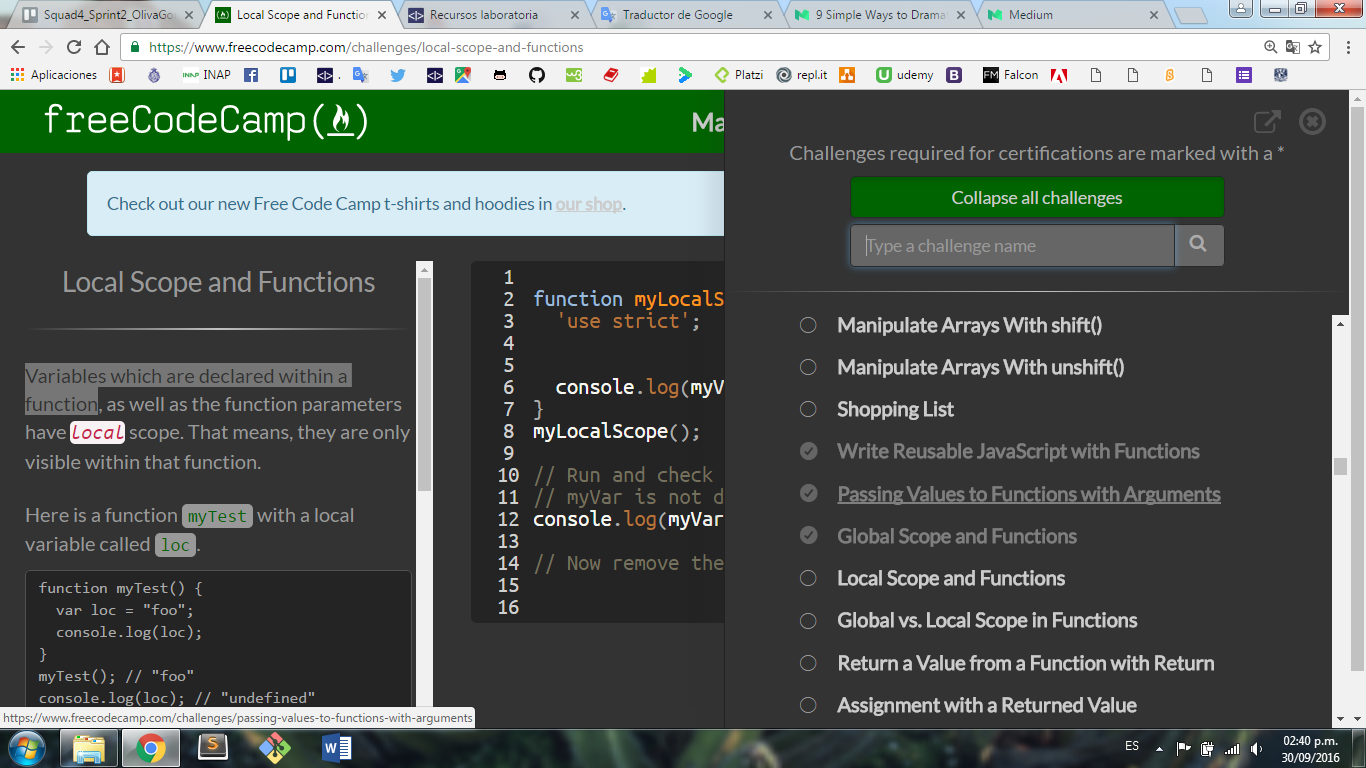 Squad4_Sprint2_OlivaGo
Local Scope and Function
Recursos laboratoria
Traductor de Google
9 Simple Ways to Drama
Medium
https://www.freecodecamp.com/challenges/local-scope-and-functions
Aplicaciones
INAP INAP
.
w3
Platzi
repl.it
udemy
B
FM Falcon
freeCodeCamp(
Ma
Check out our new Free Code Camp t-shirts and hoodies in our shop.
Local Scope and Functions
Variables which are declared within a
function, as well as the function parameters
have local scope. That means, they are only
visible within that function.
Here is a function myTest with a local
variable called loc.
function myTest() {
var loc = "foo";
console.log(loc);
}
myTest(); // "foo"
console.log(loc); // "undefined"
1
2 function myLocalS
3 'use strict';
4
5
6 console.log(myV
7 }
8 myLocalScope();
9
10 // Run and check
11 // myVar is not d
12 console.log(myVar
13
14 // Now remove the
15
16
Challenges required for certifications are marked with a *
Collapse all challenges
Type a challenge name
Manipulate Arrays With shift()
Manipulate Arrays With unshift()
Shopping List
Write Reusable JavaScript with Functions
Passing Values to Functions with Arguments
Global Scope and Functions
Local Scope and Functions
Global vs. Local Scope in Functions
Return a Value from a Function with Return
Assignment with a Returned Value
https://www.freecodecamp.com/challenges/passing-values-to-functions-with-arguments
ES
02:40 p.m.
30/09/2016